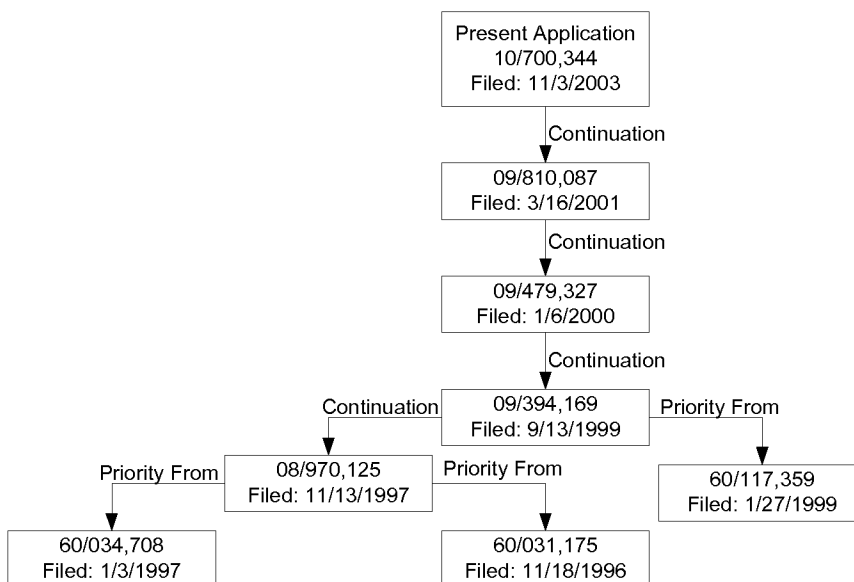 Present Application
10/700,344
Filed: 11/3/2003
Continuation
09/810,087
Filed: 3/16/2001
Continuation
09/479,327
Filed: 1/6/2000
Continuation
Continuation
09/394,169
Filed: 9/13/1999
Priority From
Priority From
08/970,125
Filed: 11/13/1997
Priority From
60/117,359
Filed: 1/27/1999
60/034,708
Filed: 1/3/1997
60/031,175
Filed: 11/18/1996